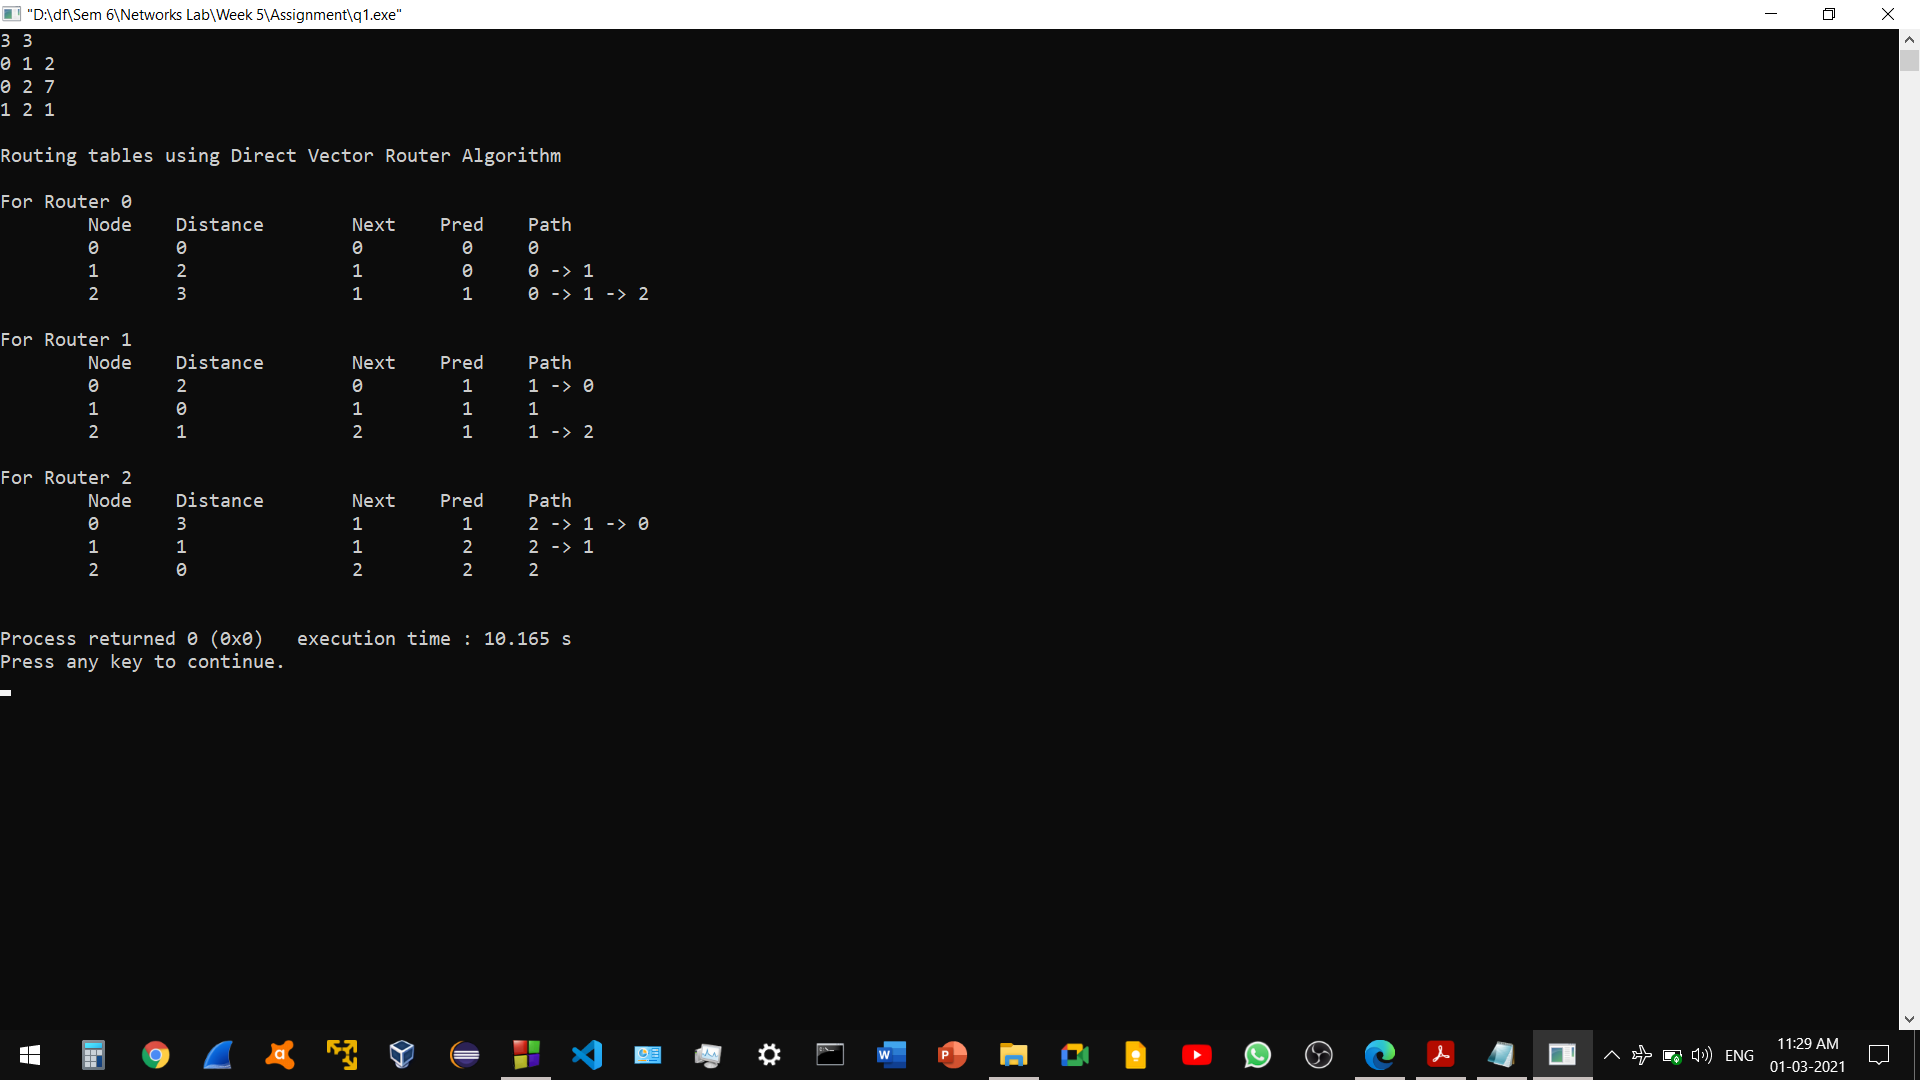 "D:\df\Sem 6\Networks Lab\Week 5\Assignment\q1.exe"
3 3
0 1 2
0 2 7
1 2 1
Routing tables using Direct Vector Router Algorithm
For Router 0
Node Distance Next Pred Path
0 0 0 0 0
1 2 1 0 0 -> 1
2 3 1 1 0 -> 1 -> 2
For Router 1
Node Distance Next Pred Path
0 2 0 1 1 -> 0
1 0 1 1 1
2 1 2 1 1 -> 2
For Router 2
Node Distance Next Pred Path
0 3 1 1 2 -> 1 -> 0
1 1 1 2 2 -> 1
2 0 2 2 2
Process returned 0 (0x0) execution time : 10.165 s
Press any key to continue.
ENG
11:29 AM
01-03-2021